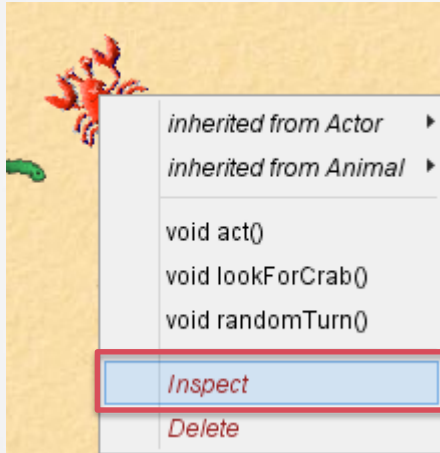 inherited from Actor
inherited from Animal
void act()
void lookForCrab()
void randomTurn()
Inspect
Delete